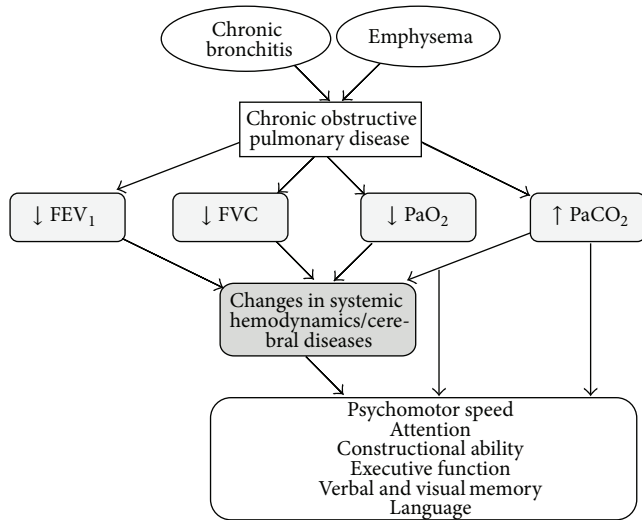 Chronic
bronchitis
Emphysema
Chronic obstructive
pulmonary disease
↓ FEV₁
↓ FVC
↓ PaO₂
↑ PaCO₂
Changes in systemic
hemodynamics/cere-
bral diseases
Psychomotor speed
Attention
Constructional ability
Executive function
Verbal and visual memory
Language